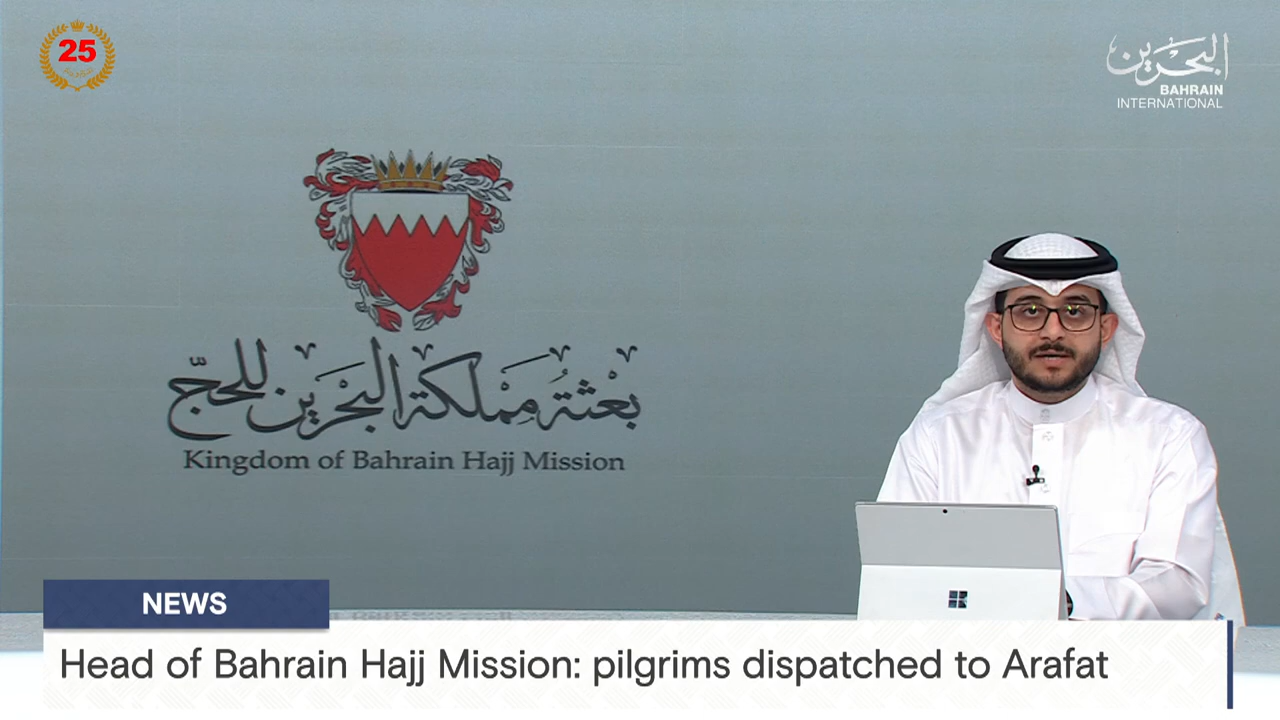 25
البحرين
BAHRAIN
INTERNATIONAL
بعثة مملكة البحرين للحج
Kingdom of Bahrain Hajj Mission
NEWS
Head of Bahrain Hajj Mission: pilgrims dispatched to Arafat